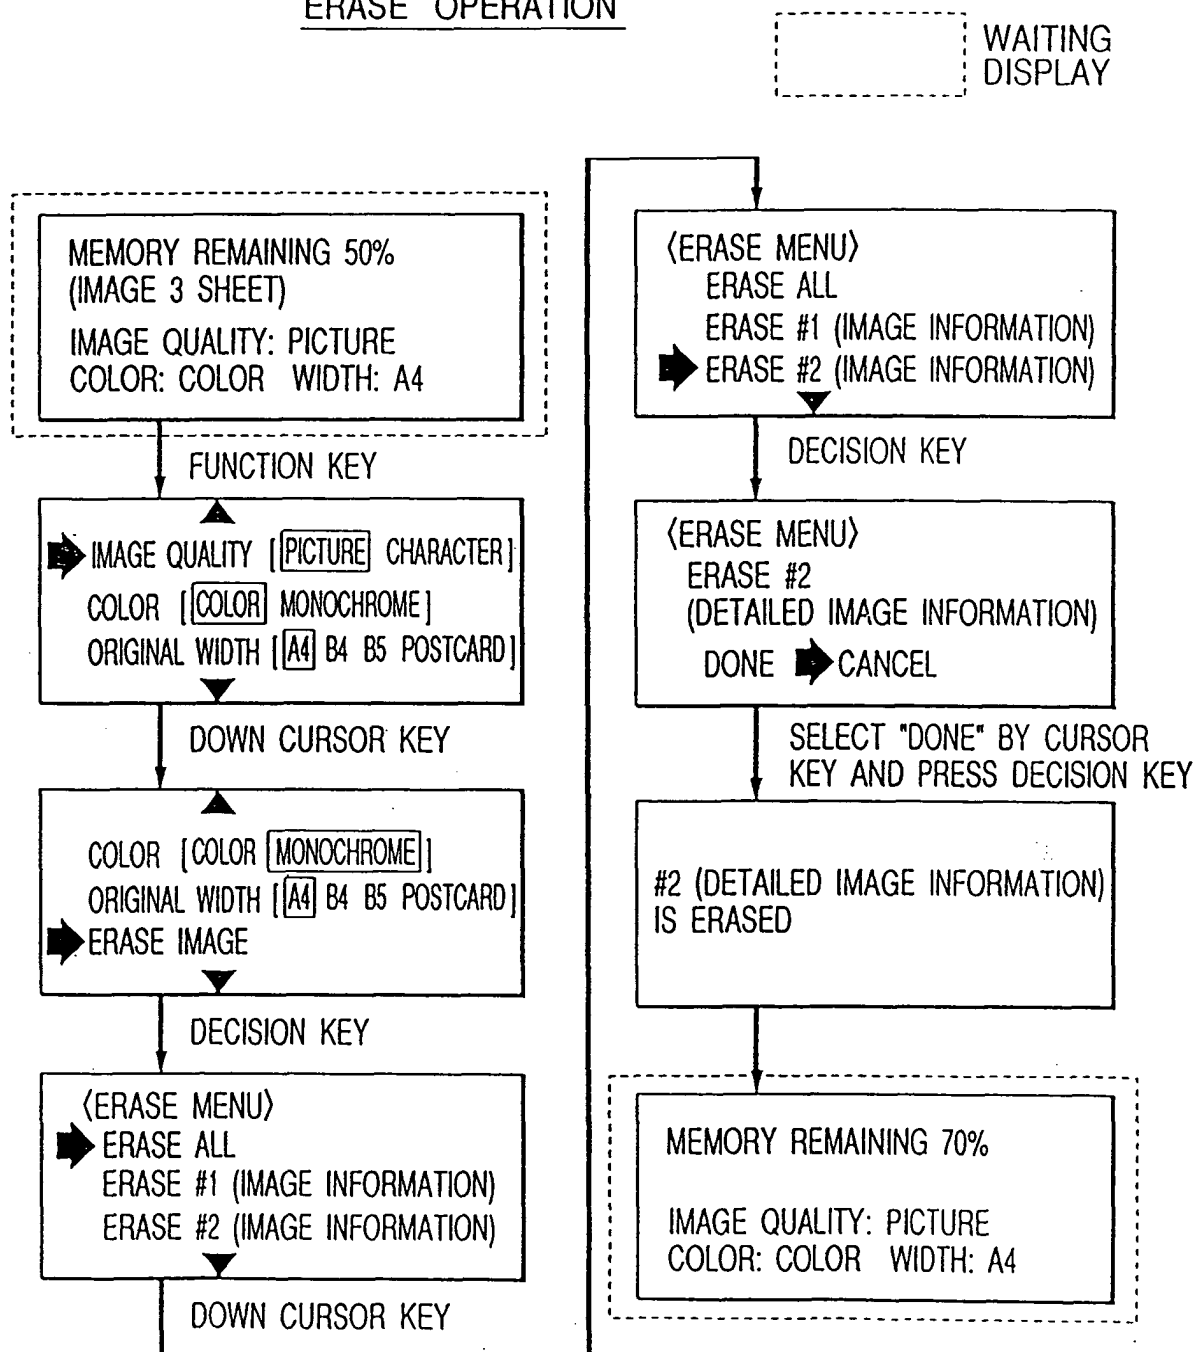 ERASE OPERATION
WAITING
DISPLAY
MEMORY REMAINING 50%
(IMAGE 3 SHEET)
IMAGE QUALITY: PICTURE
COLOR: COLOR WIDTH: A4
FUNCTION KEY
IMAGE QUALITY [PICTURE CHARACTER]
COLOR [COLOR MONOCHROME]
ORIGINAL WIDTH [A4 B4 B5 POSTCARD]
DOWN CURSOR KEY
COLOR [COLOR MONOCHROME]
ORIGINAL WIDTH [A4 B4 B5 POSTCARD]
ERASE IMAGE
DECISION KEY
〈ERASE MENU〉
ERASE ALL
ERASE #1 (IMAGE INFORMATION)
ERASE #2 (IMAGE INFORMATION)
DOWN CURSOR KEY
〈ERASE MENU〉
ERASE ALL
ERASE #1 (IMAGE INFORMATION)
ERASE #2 (IMAGE INFORMATION)
DECISION KEY
〈ERASE MENU〉
ERASE #2
(DETAILED IMAGE INFORMATION)
DONE CANCEL
SELECT "DONE" BY CURSOR
KEY AND PRESS DECISION KEY
#2 (DETAILED IMAGE INFORMATION)
IS ERASED
MEMORY REMAINING 70%
IMAGE QUALITY: PICTURE
COLOR: COLOR WIDTH: A4